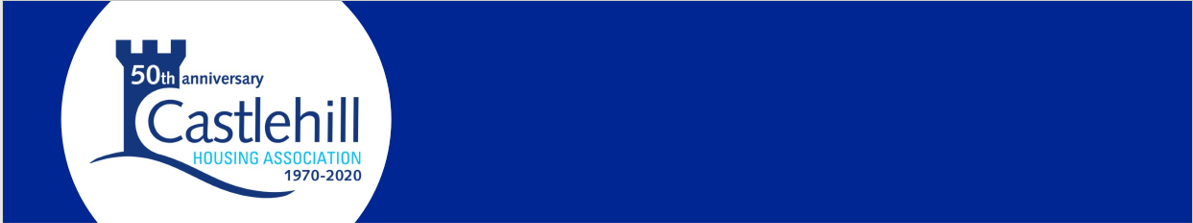 50th anniversary
Castlehill
HOUSING ASSOCIATION
1970-2020